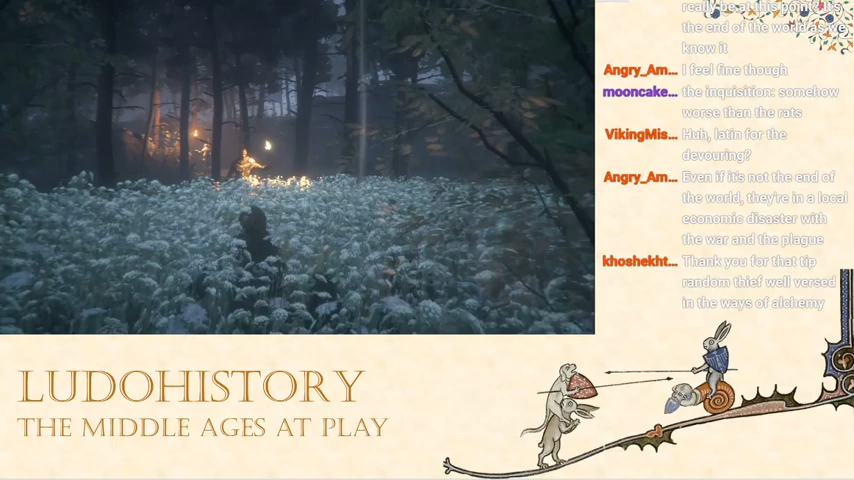 really be at this point? It's
the end of the world as we
know it
Angry_Am... I feel fine though
mooncake... the inquisition: somehow
worse than the rats
VikingMis... Huh, latin for the
devouring?
Angry_Am... Even if it's not the end of
the world, they're in a local
economic disaster with
the war and the plague
khoshekht... Thank you for that tip
random thief well versed
in the ways of alchemy
LUDOHISTORY
THE MIDDLE AGES AT PLAY